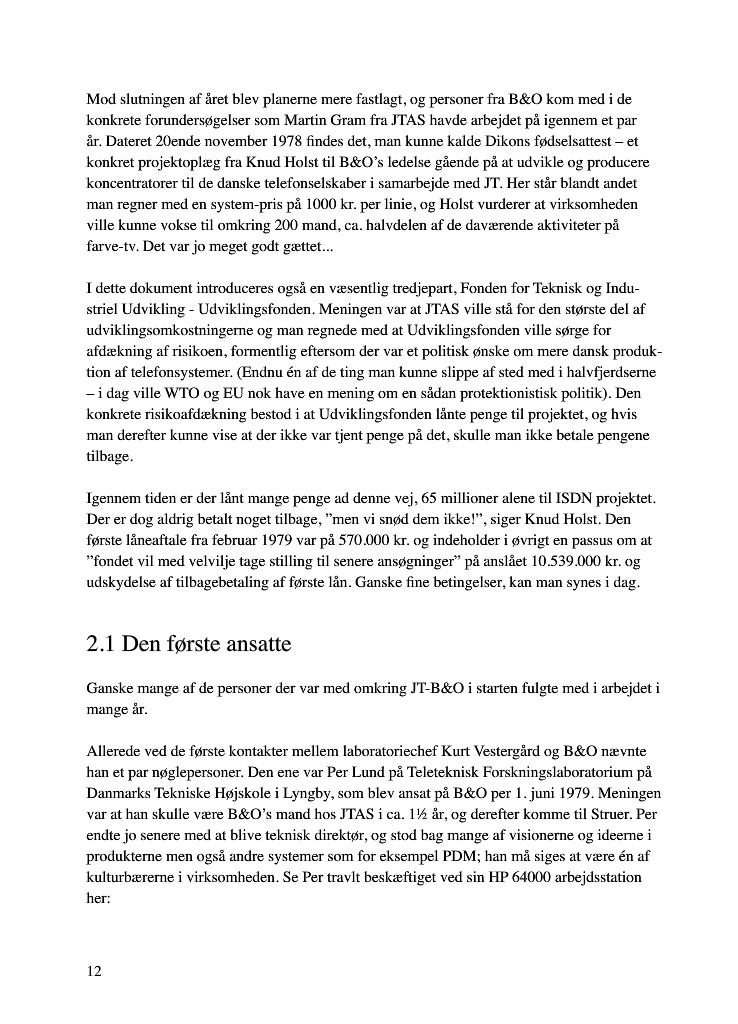 Mod slutningen af året blev planerne mere fastlagt, og personer fra B&O kom med i de
konkrete forundersøgelser som Martin Gram fra JTAS havde arbejdet på igennem et par
år. Dateret 20ende november 1978 findes det, man kunne kalde Dikons fødselsattest – et
konkret projektoplæg fra Knud Holst til B&O’s ledelse gående på at udvikle og producere
koncentratorer til de danske telefonselskaber i samarbejde med JT. Her står blandt andet
man regner med en system-pris på 1000 kr. per linie, og Holst vurderer at virksomheden
ville kunne vokse til omkring 200 mand, ca. halvdelen af de daværende aktiviteter på
farve-tv. Det var jo meget godt gættet...
I dette dokument introduceres også en væsentlig tredjepart, Fonden for Teknisk og Indu-
striel Udvikling - Udviklingsfonden. Meningen var at JTAS ville stå for den største del af
udviklingsomkostningerne og man regnede med at Udviklingsfonden ville sørge for
afdækning af risikoen, formentlig eftersom der var et politisk ønske om mere dansk produk-
tion af telefonsystemer. (Endnu én af de ting man kunne slippe af sted med i halvfjerdserne
– i dag ville WTO og EU nok have en mening om en sådan protektionistisk politik). Den
konkrete risikoafdækning bestod i at Udviklingsfonden lånte penge til projektet, og hvis
man derefter kunne vise at der ikke var tjent penge på det, skulle man ikke betale pengene
tilbage.
Igennem tiden er der lånt mange penge ad denne vej, 65 millioner alene til ISDN projektet.
Der er dog aldrig betalt noget tilbage, ”men vi snød dem ikke!”, siger Knud Holst. Den
første låneaftale fra februar 1979 var på 570.000 kr. og indeholder i øvrigt en passus om at
”fondet vil med velvilje tage stilling til senere ansøgninger” på anslået 10.539.000 kr. og
udskydelse af tilbagebetaling af første lån. Ganske fine betingelser, kan man synes i dag.
2.1 Den første ansatte
Ganske mange af de personer der var med omkring JT-B&O i starten fulgte med i arbejdet i
mange år.
Allerede ved de første kontakter mellem laboratoriechef Kurt Vestergård og B&O nævnte
han et par nøglepersoner. Den ene var Per Lund på Teleteknisk Forskningslaboratorium på
Danmarks Tekniske Højskole i Lyngby, som blev ansat på B&O per 1. juni 1979. Meningen
var at han skulle være B&O’s mand hos JTAS i ca. 1½ år, og derefter komme til Struer. Per
endte jo senere med at blive teknisk direktør, og stod bag mange af visionerne og ideerne i
produkterne men også andre systemer som for eksempel PDM; han må siges at være én af
kulturbærerne i virksomheden. Se Per travlt beskæftiget ved sin HP 64000 arbejdsstation
her:
12